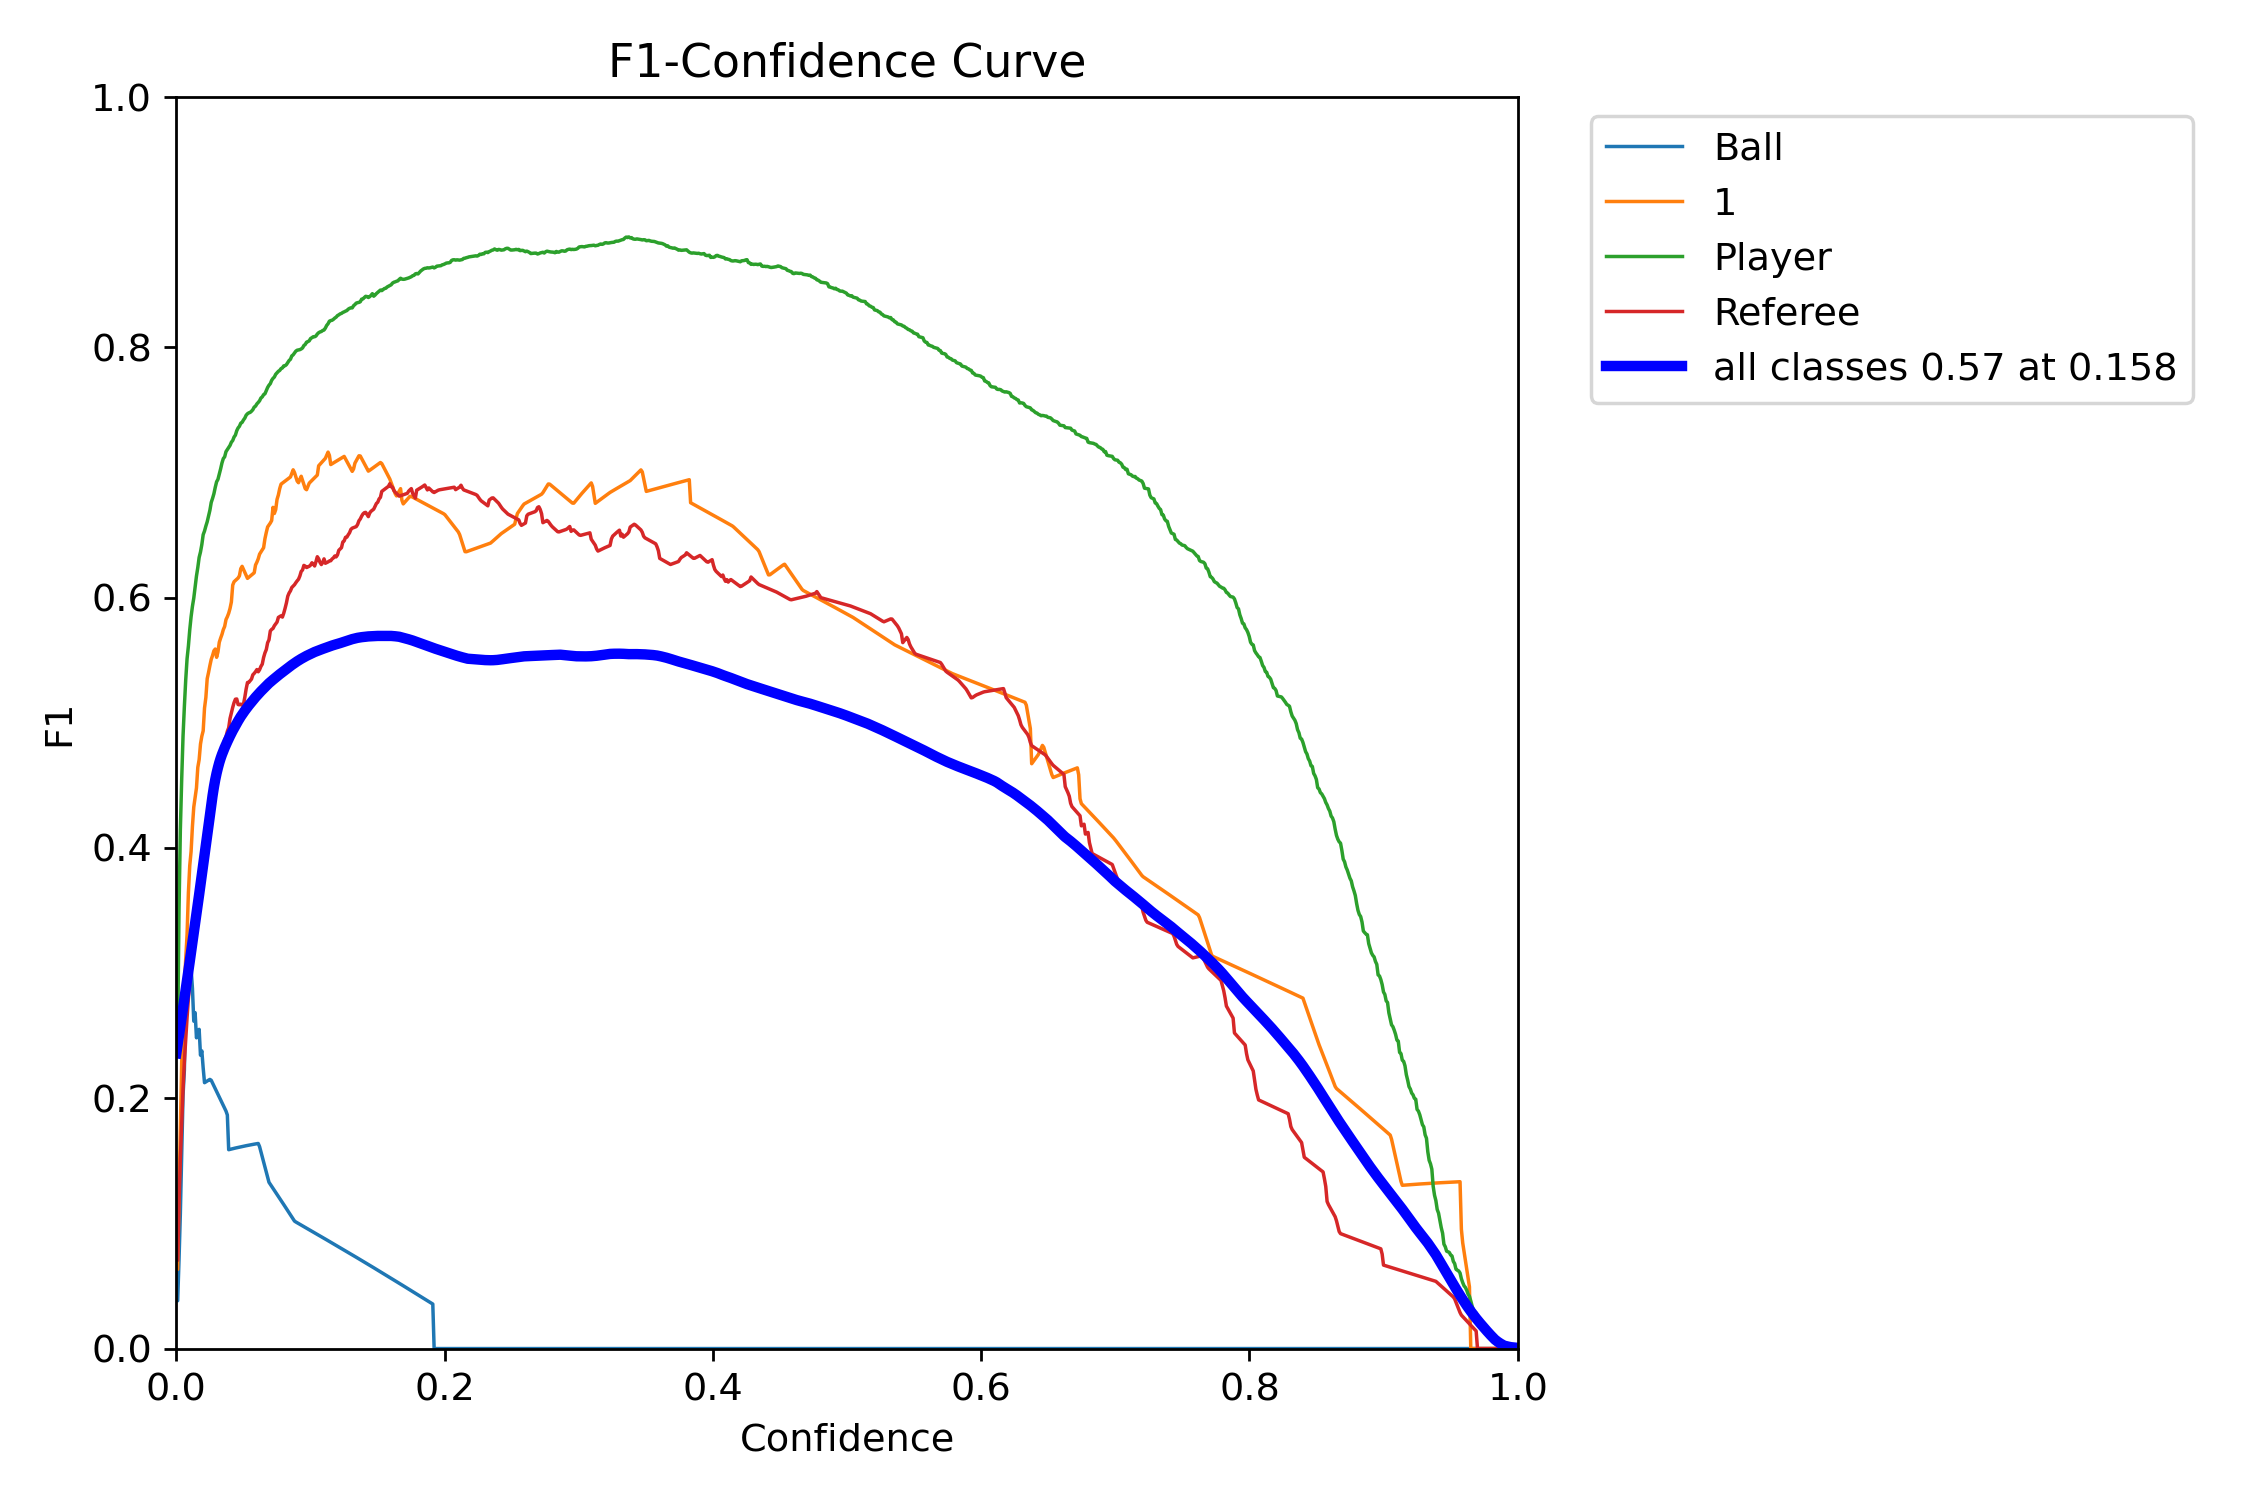 F1-Confidence Curve
1.0
0.8
0.6
0.4
0.2
0.0
F1
0.0 0.2 0.4 0.6 0.8 1.0
Confidence
Ball
1
Player
Referee
all classes 0.57 at 0.158